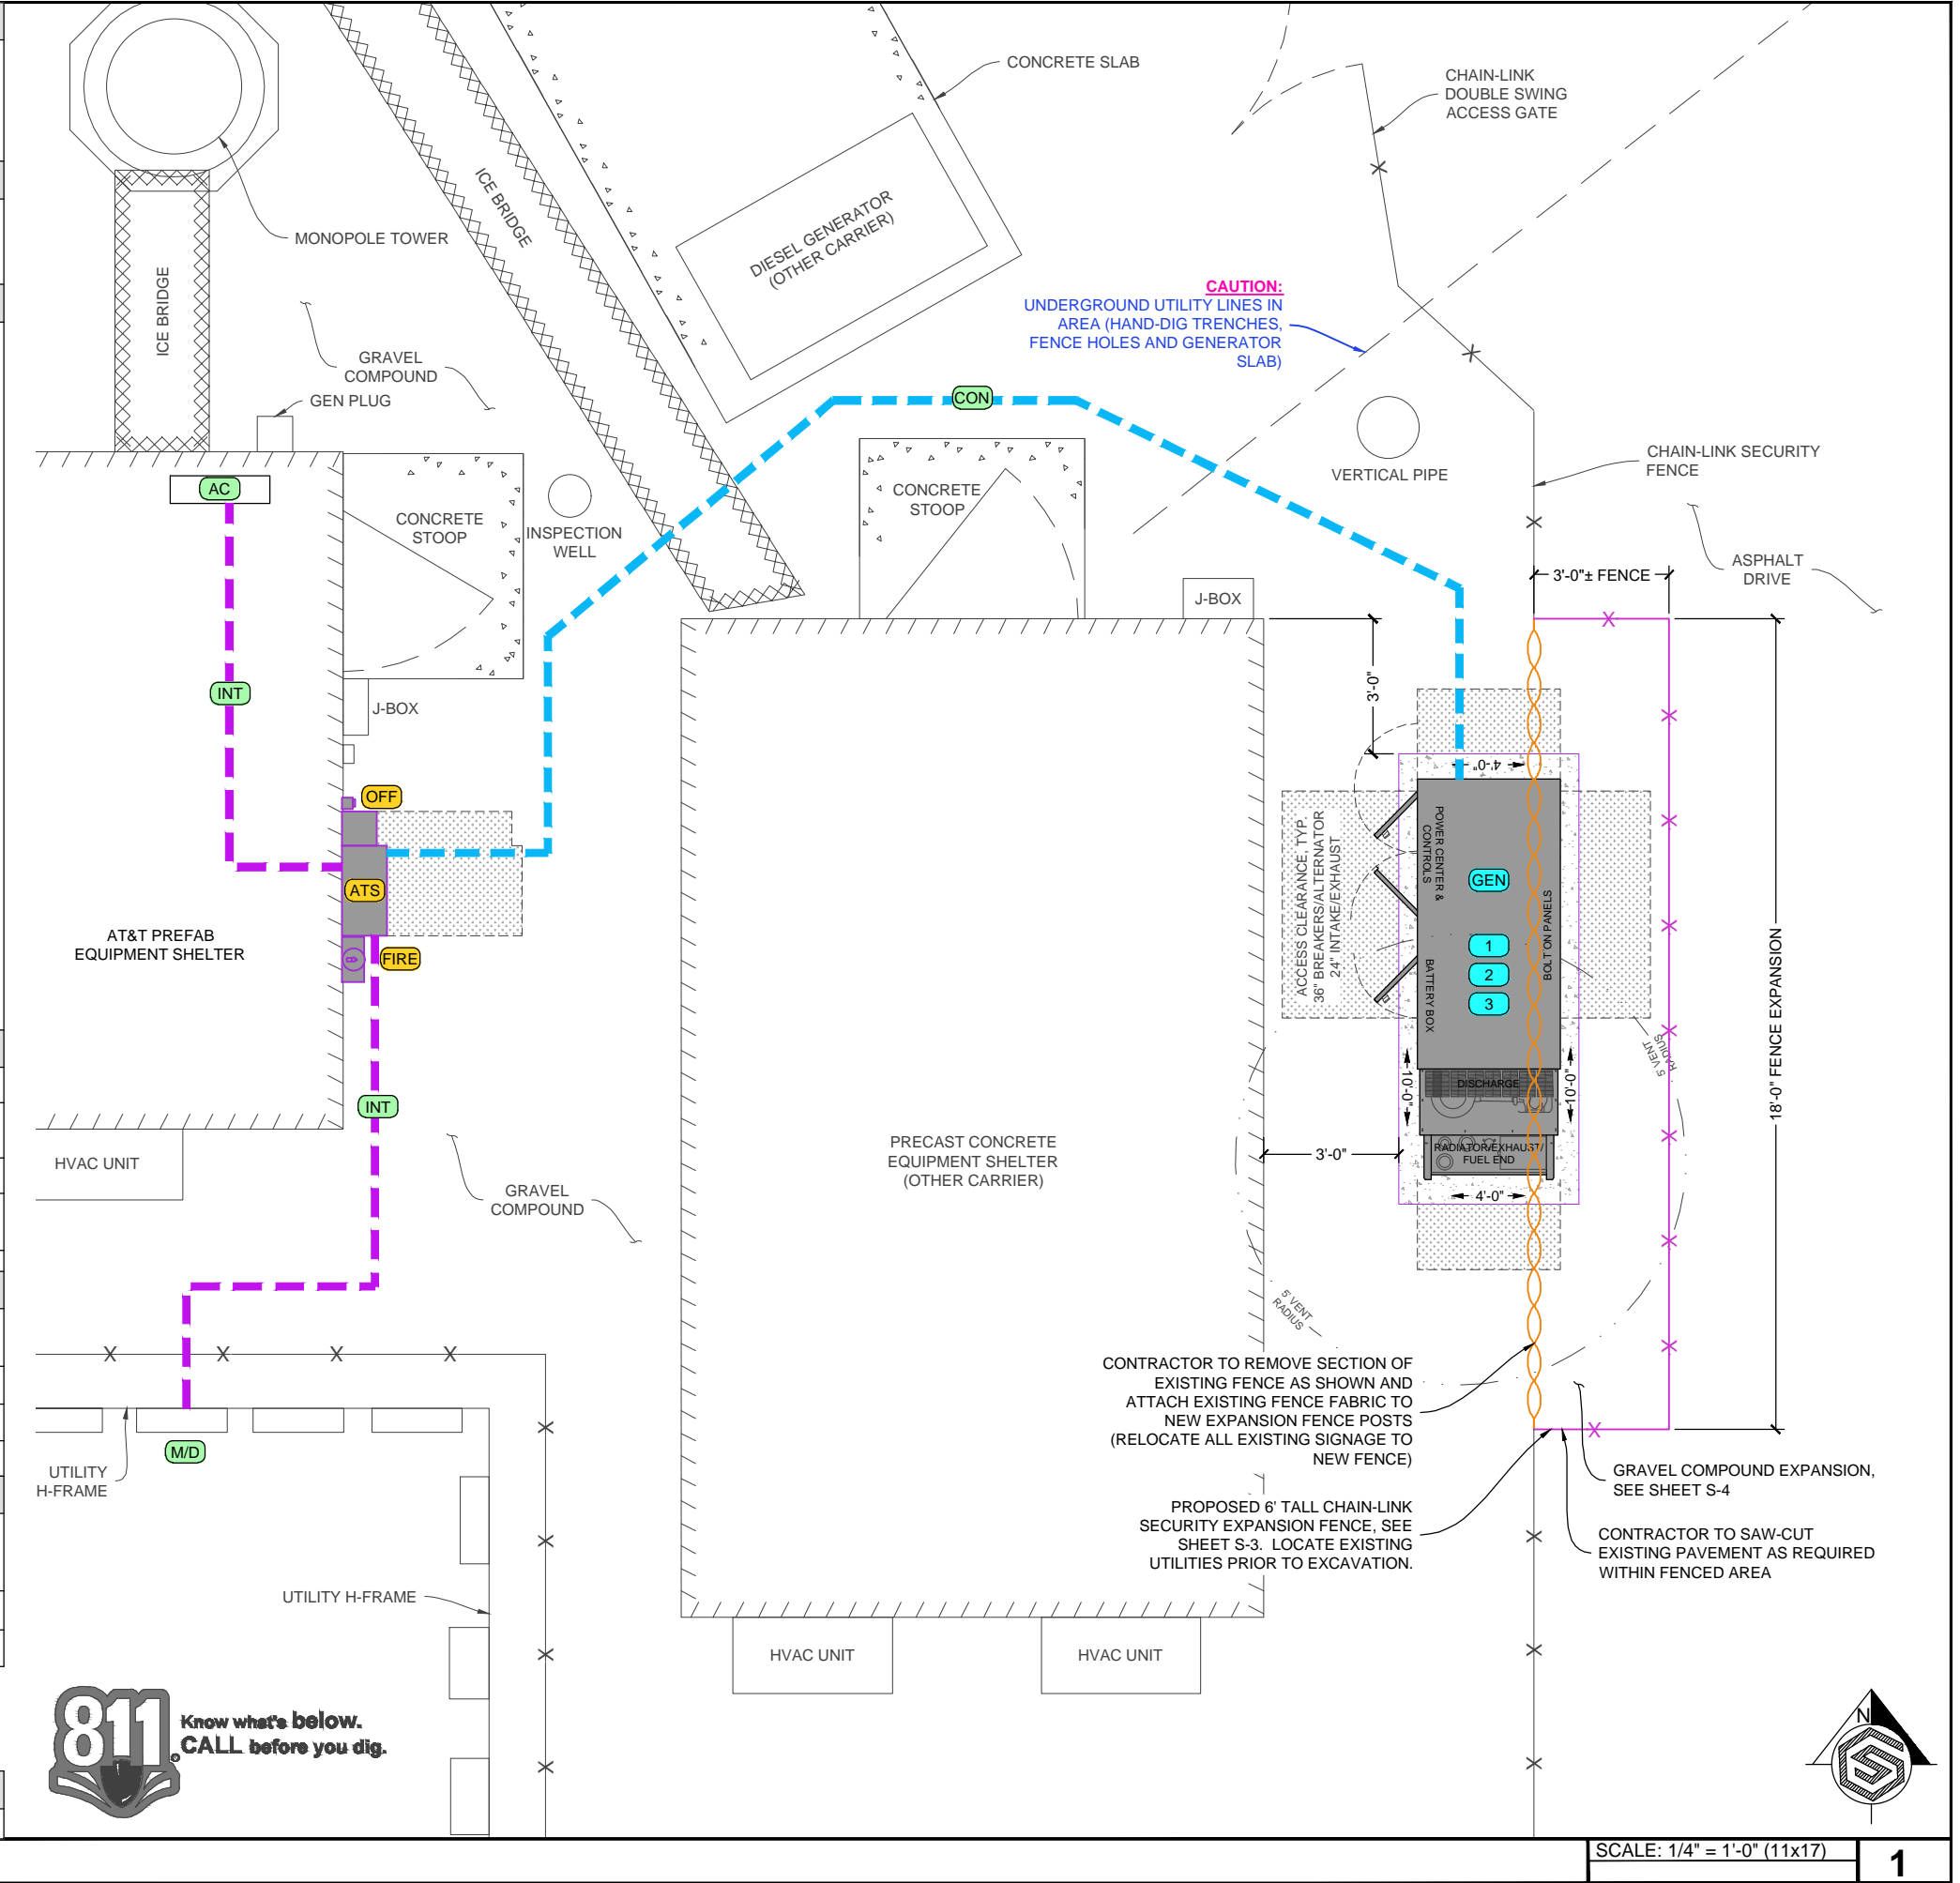 CONCRETE SLAB
CHAIN-LINK
DOUBLE SWING
ACCESS GATE
ICE BRIDGE
MONOPOLE TOWER
DIESEL GENERATOR
(OTHER CARRIER)
ICE BRIDGE
CAUTION:
UNDERGROUND UTILITY LINES IN
AREA (HAND-DIG TRENCHES,
FENCE HOLES AND GENERATOR
SLAB)
GRAVEL
COMPOUND
GEN PLUG
CON
VERTICAL PIPE
CHAIN-LINK SECURITY
FENCE
AC
CONCRETE
STOOP
INSPECTION
WELL
CONCRETE
STOOP
ASPHALT
DRIVE
3'-0"± FENCE
J-BOX
INT
J-BOX
3'-0"
OFF
ATS
FIRE
AT&T PREFAB
EQUIPMENT SHELTER
4'-0"
ACCESS CLEARANCE, TYP.
36" BREAKERS/ALTERNATOR
24" INTAKE/EXHAUST
POWER CENTER &
CONTROLS
GEN
BOLT ON PANELS
1
2
3
BATTERY BOX
5' VENT
RADIUS
18'-0" FENCE EXPANSION
10'-0"
DISCHARGE
10'-0"
INT
HVAC UNIT
PRECAST CONCRETE
EQUIPMENT SHELTER
(OTHER CARRIER)
3'-0"
RADIATOR/EXHAUST/
FUEL END
4'-0"
GRAVEL
COMPOUND
5' VENT
RADIUS
CONTRACTOR TO REMOVE SECTION OF
EXISTING FENCE AS SHOWN AND
ATTACH EXISTING FENCE FABRIC TO
NEW EXPANSION FENCE POSTS
(RELOCATE ALL EXISTING SIGNAGE TO
NEW FENCE)
M/D
UTILITY
H-FRAME
GRAVEL COMPOUND EXPANSION,
SEE SHEET S-4
PROPOSED 6' TALL CHAIN-LINK
SECURITY EXPANSION FENCE, SEE
SHEET S-3. LOCATE EXISTING
UTILITIES PRIOR TO EXCAVATION.
CONTRACTOR TO SAW-CUT
EXISTING PAVEMENT AS REQUIRED
WITHIN FENCED AREA
UTILITY H-FRAME
HVAC UNIT
HVAC UNIT
811
Know what's below.
CALL before you dig.
N
S
SCALE: 1/4" = 1'-0" (11x17)
1